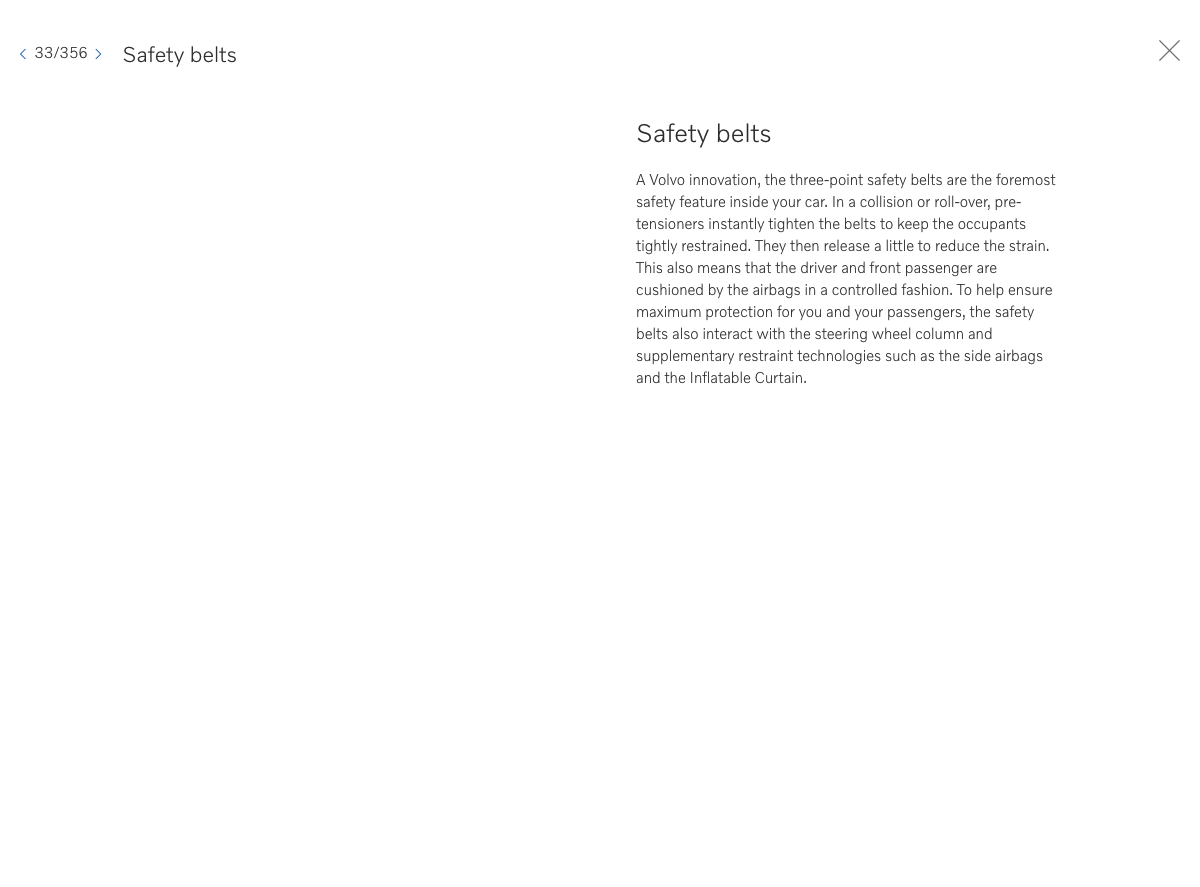 33/356
Safety belts
Safety belts
A Volvo innovation, the three-point safety belts are the foremost
safety feature inside your car. In a collision or roll-over, pre-
tensioners instantly tighten the belts to keep the occupants
tightly restrained. They then release a little to reduce the strain.
This also means that the driver and front passenger are
cushioned by the airbags in a controlled fashion. To help ensure
maximum protection for you and your passengers, the safety
belts also interact with the steering wheel column and
supplementary restraint technologies such as the side airbags
and the Inflatable Curtain.